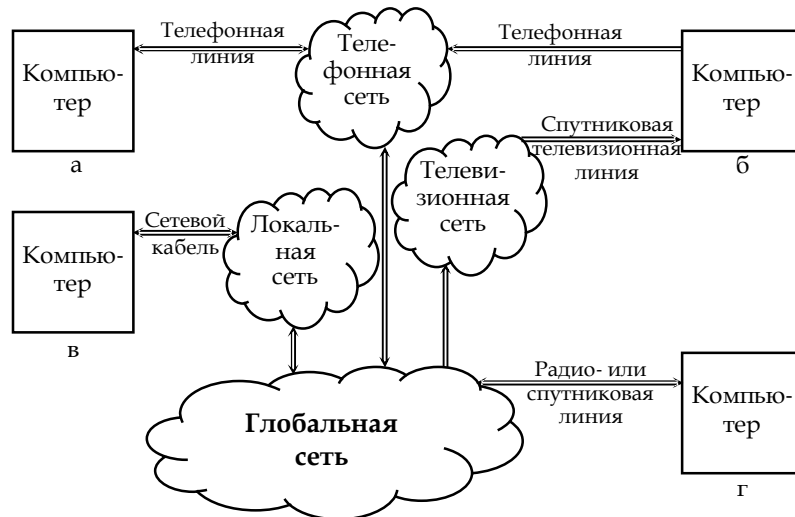 Телефонная
линия
Теле-
фонная
сеть
Телефонная
линия
Компью-
тер
а
Компью-
тер
б
Спутниковая
телевизионная
линия
Телеви-
зионная
сеть
Сетевой
кабель
Локаль-
ная
сеть
Компью-
тер
в
Радио- или
спутниковая
линия
Компью-
тер
г
Глобальная
сеть